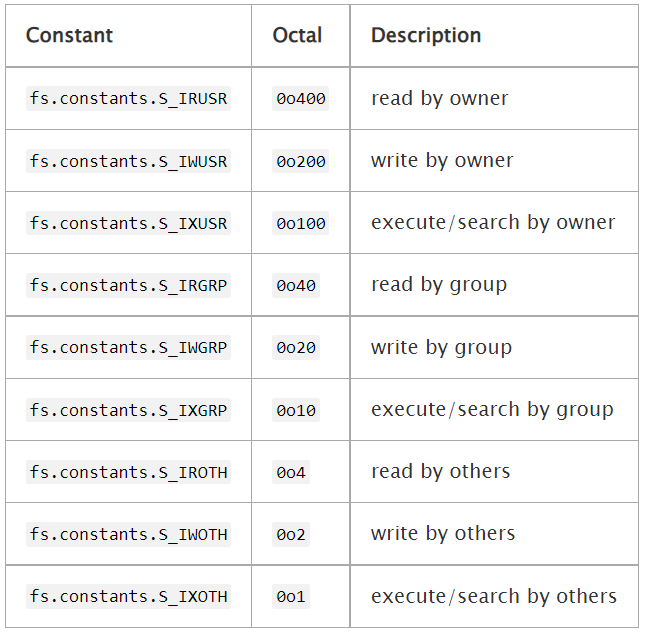 Constant Octal Description
fs.constants.S_IRUSR 0o400 read by owner
fs.constants.S_IWUSR 0o200 write by owner
fs.constants.S_IXUSR 0o100 execute/search by owner
fs.constants.S_IRGRP 0o40 read by group
fs.constants.S_IWGRP 0o20 write by group
fs.constants.S_IXGRP 0o10 execute/search by group
fs.constants.S_IROTH 0o4 read by others
fs.constants.S_IWOTH 0o2 write by others
fs.constants.S_IXOTH 0o1 execute/search by others